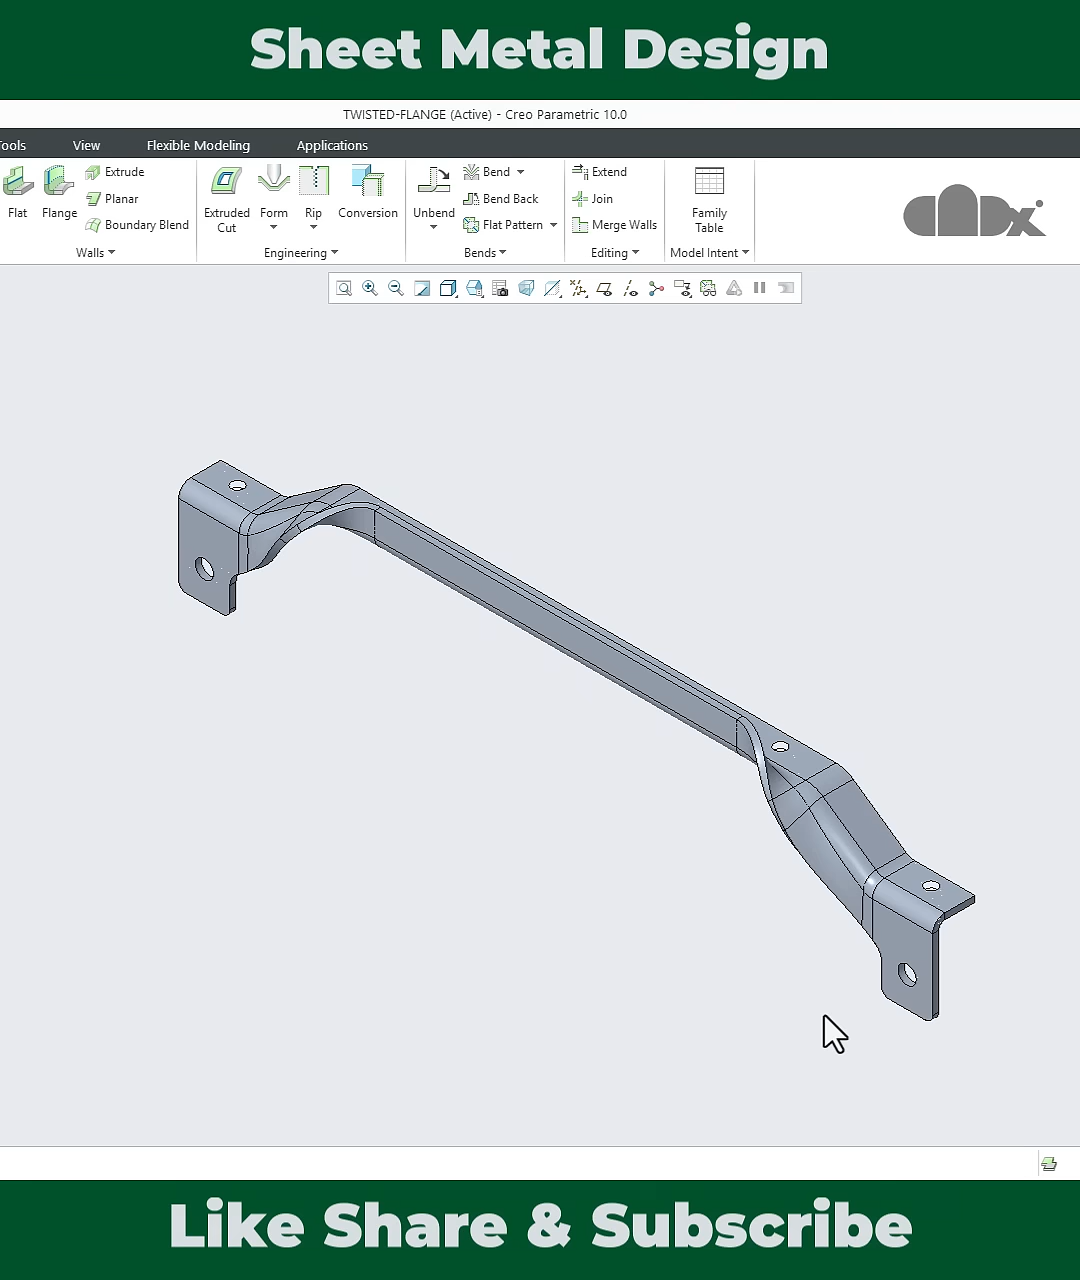 Sheet Metal Design
TWISTED-FLANGE (Active) - Creo Parametric 10.0
Tools View Flexible Modeling Applications
Flat
Flange
Extrude
Planar
Boundary Blend
Walls
Extruded Cut
Form
Rip
Conversion
Engineering
Unbend
Bend
Bend Back
Flat Pattern
Bends
Extend
Join
Merge Walls
Editing
Family Table
Model Intent
CADx
Like Share & Subscribe